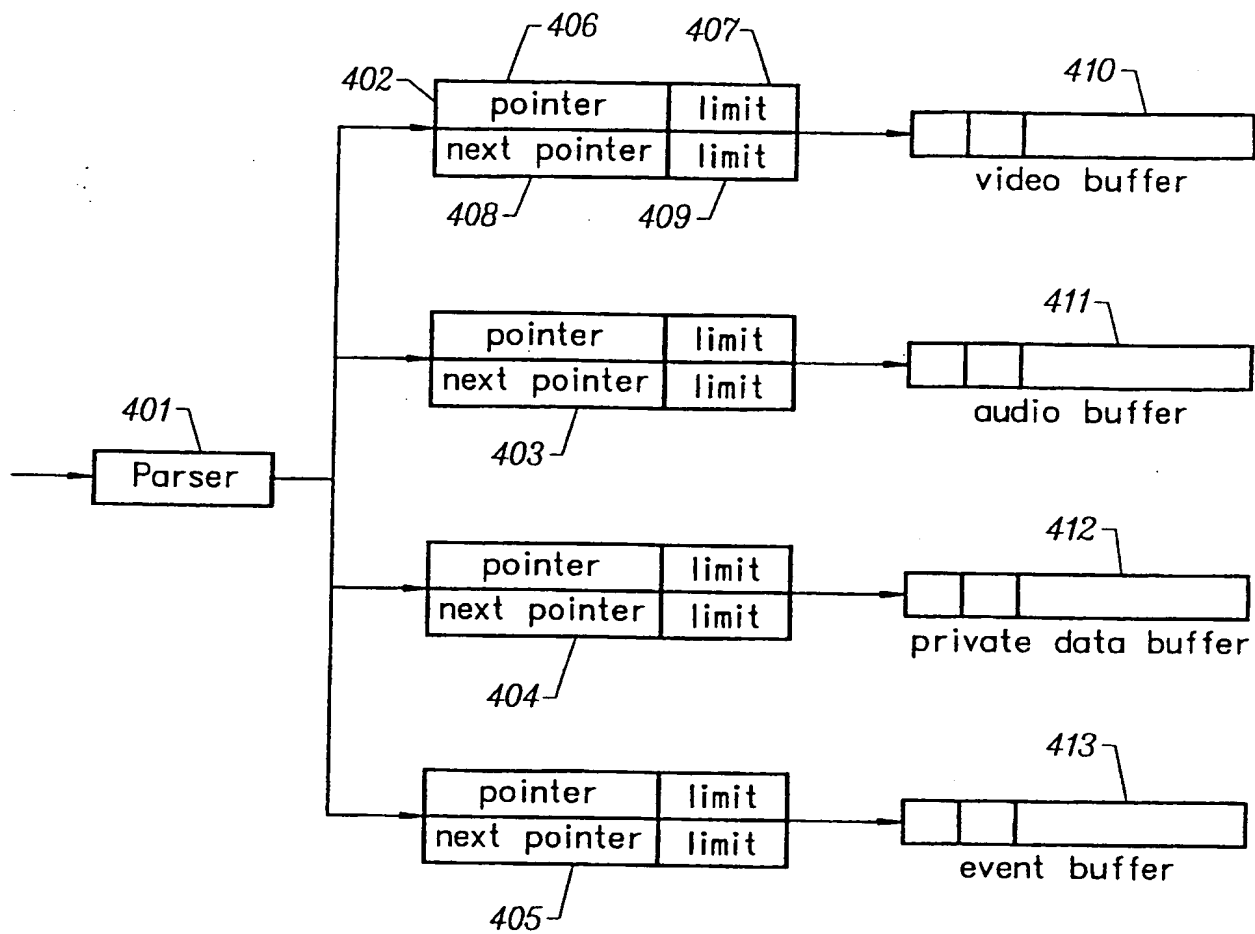 406
407
402
410
pointer limit
next pointer limit
video buffer
408
409
411
pointer limit
next pointer limit
audio buffer
401
403
Parser
412
pointer limit
next pointer limit
private data buffer
404
413
pointer limit
next pointer limit
event buffer
405